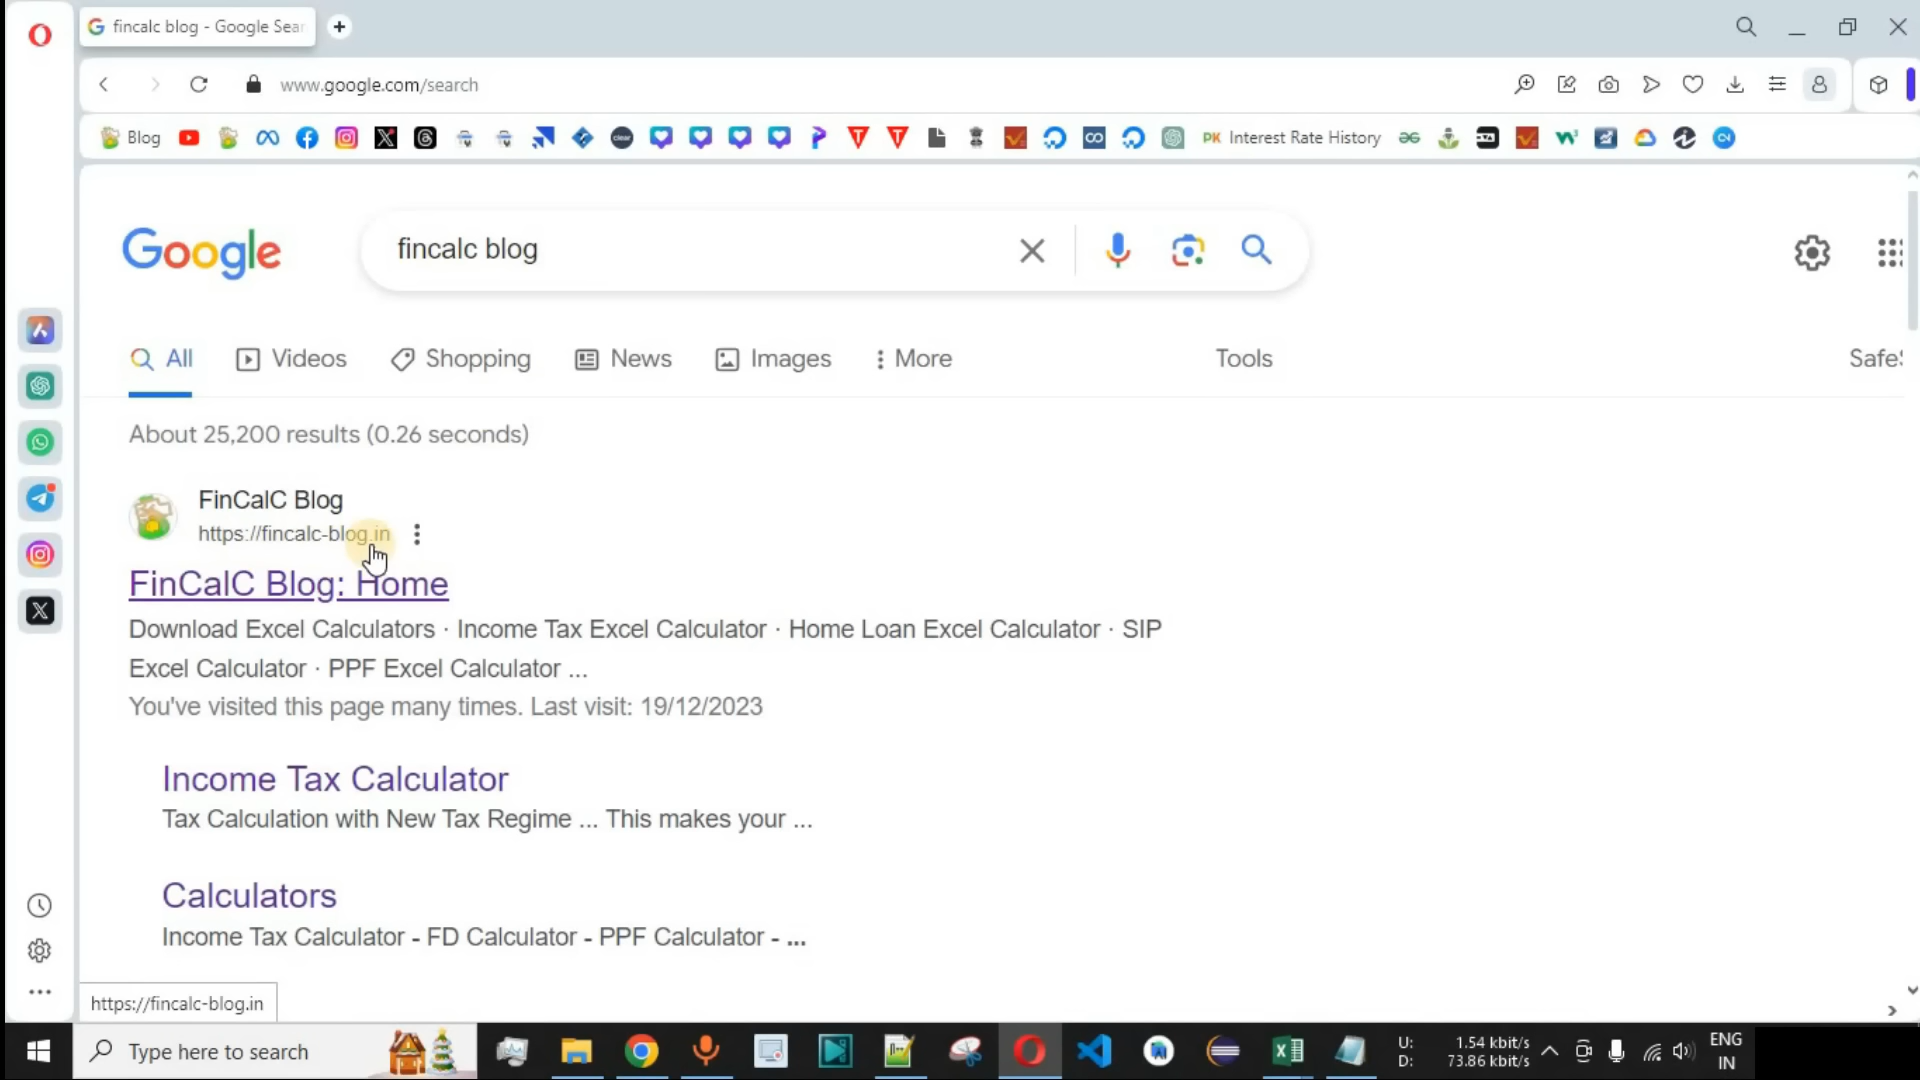 fincalc blog - Google Sear
www.google.com/search
Blog
PK Interest Rate History
Google
fincalc blog
All
Videos
Shopping
News
Images
More
Tools
SafeS
About 25,200 results (0.26 seconds)
FinCalC Blog
https://fincalc-blog.in
FinCalC Blog: Home
Download Excel Calculators · Income Tax Excel Calculator · Home Loan Excel Calculator · SIP
Excel Calculator · PPF Excel Calculator ...
You've visited this page many times. Last visit: 19/12/2023
Income Tax Calculator
Tax Calculation with New Tax Regime ... This makes your ...
Calculators
Income Tax Calculator - FD Calculator - PPF Calculator - ...
https://fincalc-blog.in
Type here to search
U: 1.54 kbit/s
D: 73.86 kbit/s
ENG
IN